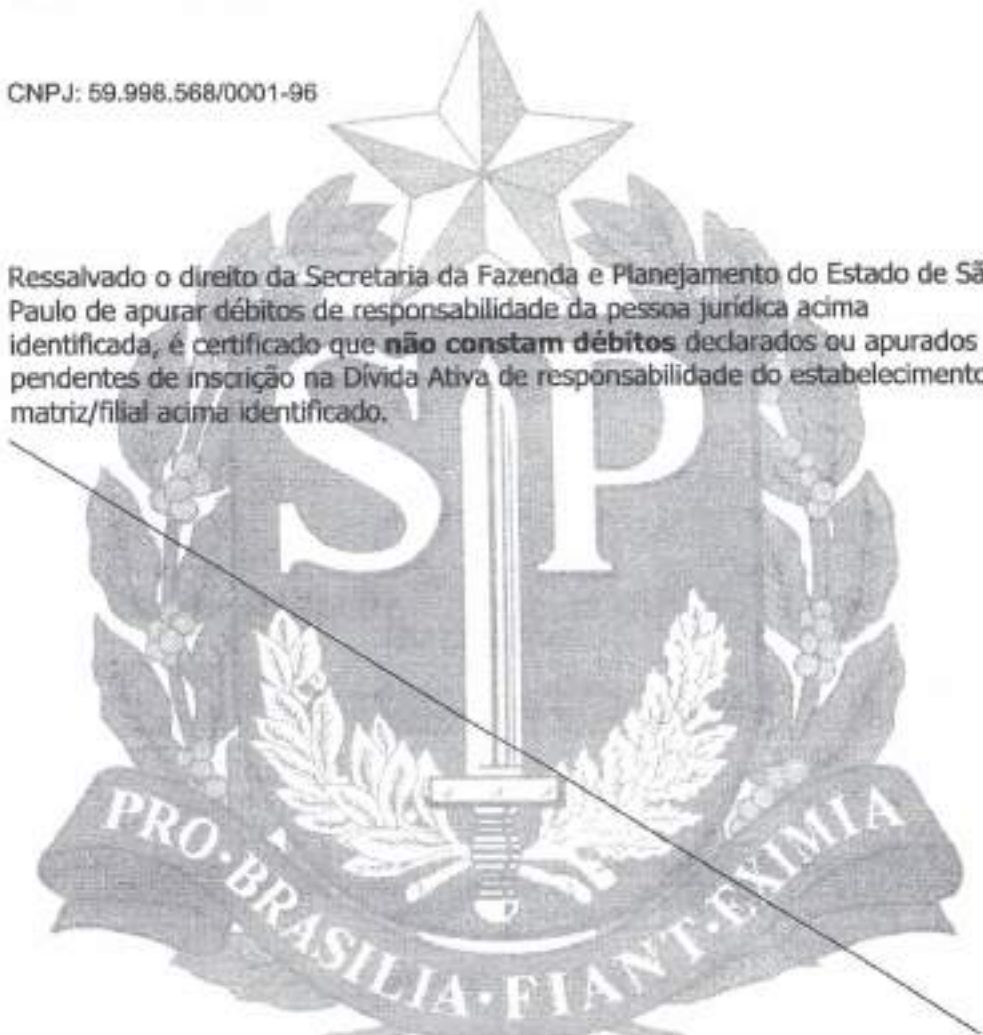 CNPJ: 59.998.568/0001-96
Ressalvado o direito da Secretaria da Fazenda e Planejamento do Estado de Sã
Paulo de apurar débitos de responsabilidade da pessoa jurídica acima
identificada, é certificado que não constam débitos declarados ou apurados
pendentes de inscrição na Dívida Ativa de responsabilidade do estabelecimento
matriz/filial acima identificado.
SP
PRO·BRASILIA·FIANT·EXIMIA